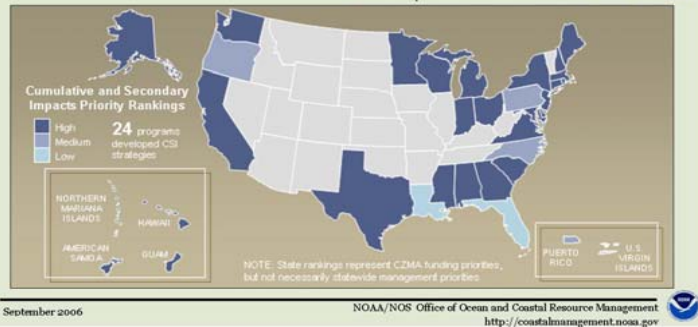 Cumulative and Secondary
Impacts Priority Rankings
High
Medium
Low
24 programs
developed CSI
strategies
NORTHERN
MARIANA
ISLANDS
HAWAII
AMERICAN
SAMOA
GUAM
PUERTO
RICO
U.S.
VIRGIN
ISLANDS
NOTE: State rankings represent CZMA funding priorities,
but not necessarily statewide management priorities
September 2006
NOAA/NOS Office of Ocean and Coastal Resource Management
http://coastalmanagement.noaa.gov